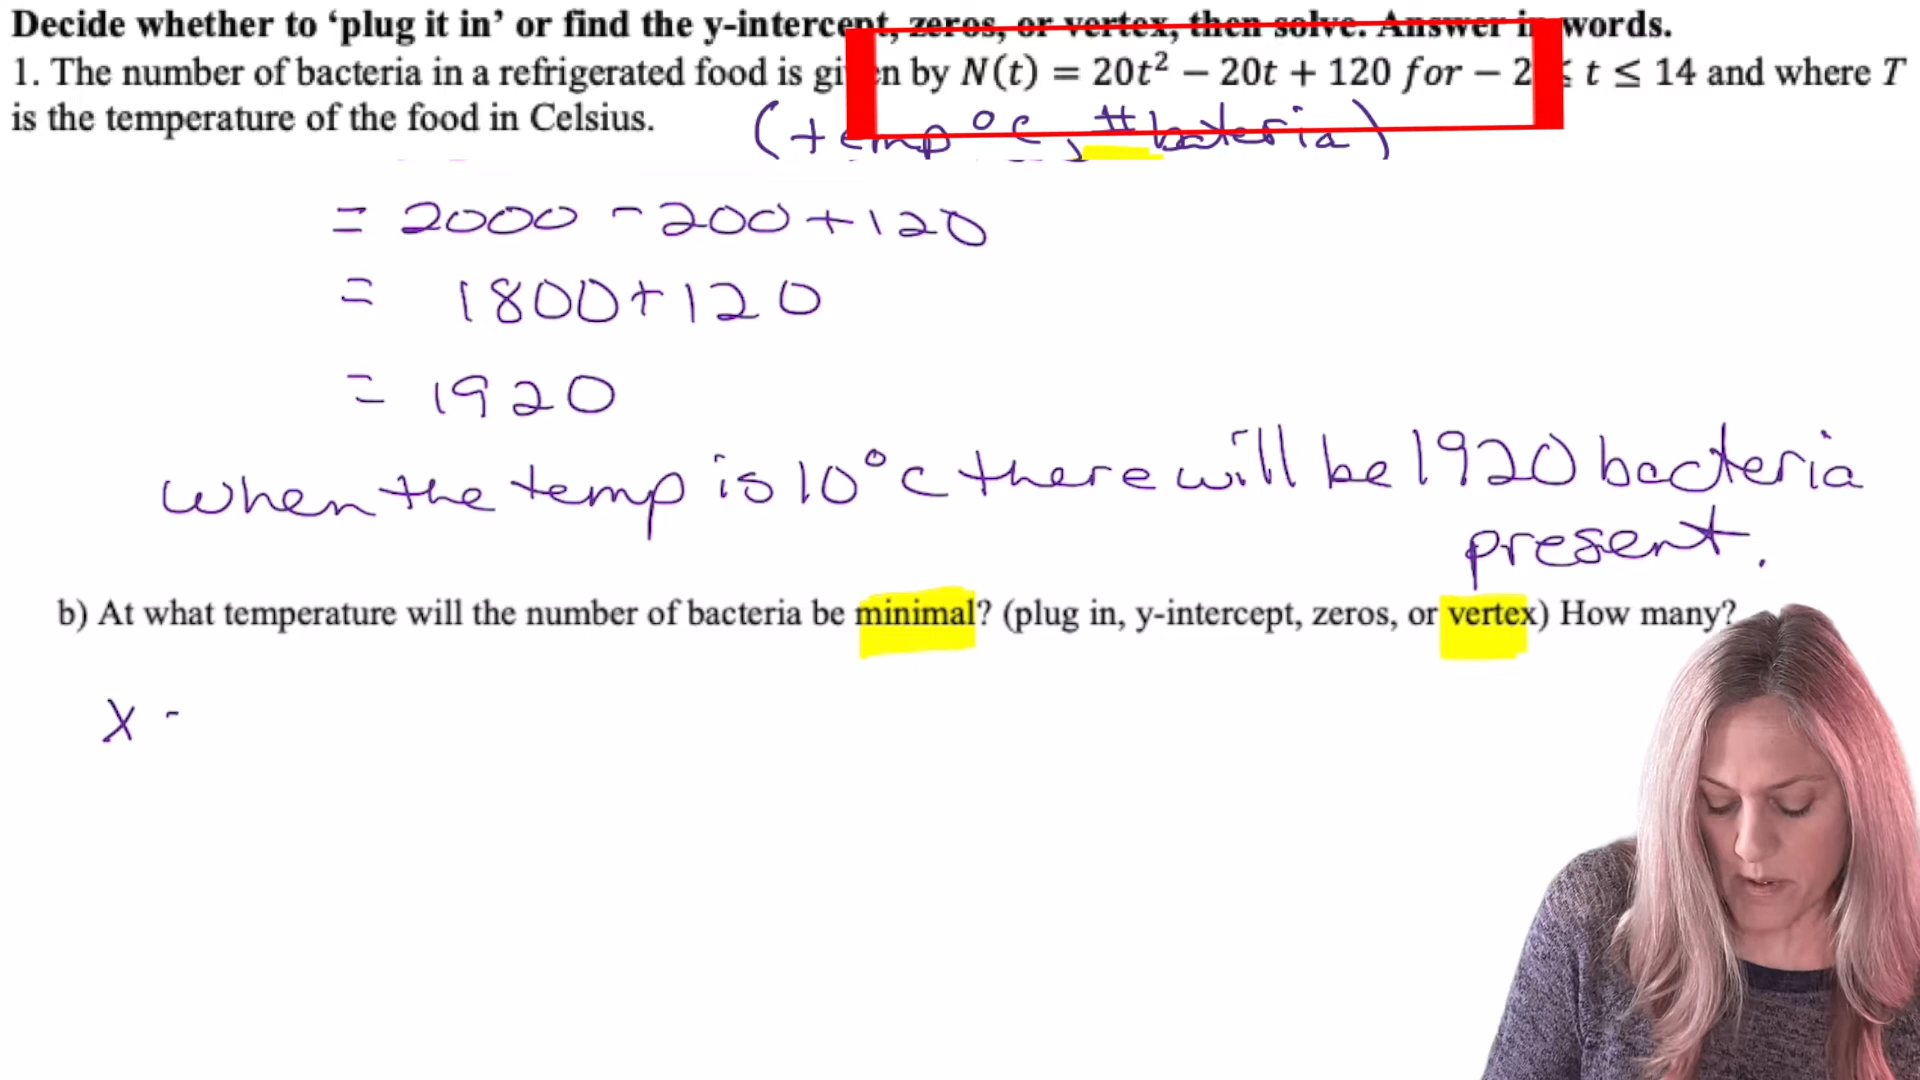 Decide whether to ‘plug it in’ or find the y-intercept, zeros, or vertex, then solve. Answer in words.
1. The number of bacteria in a refrigerated food is given by N(t) = 20t² − 20t + 120 for − 2 ≤ t ≤ 14 and where T
is the temperature of the food in Celsius.
(temp °C, # bacteria)
= 2000 - 200 + 120
= 1800 + 120
= 1920
when the temp is 10°C there will be 1920 bacteria
present.
b) At what temperature will the number of bacteria be minimal? (plug in, y-intercept, zeros, or vertex) How many?
x -